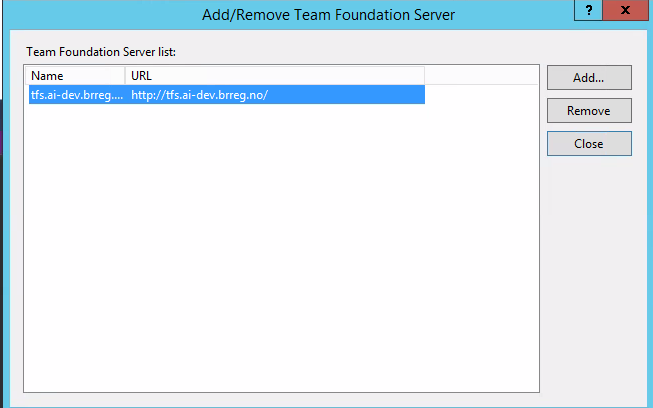 Add/Remove Team Foundation Server
? x
Team Foundation Server list:
Name URL
tfs.ai-dev.brreg.... http://tfs.ai-dev.brreg.no/
Add...
Remove
Close